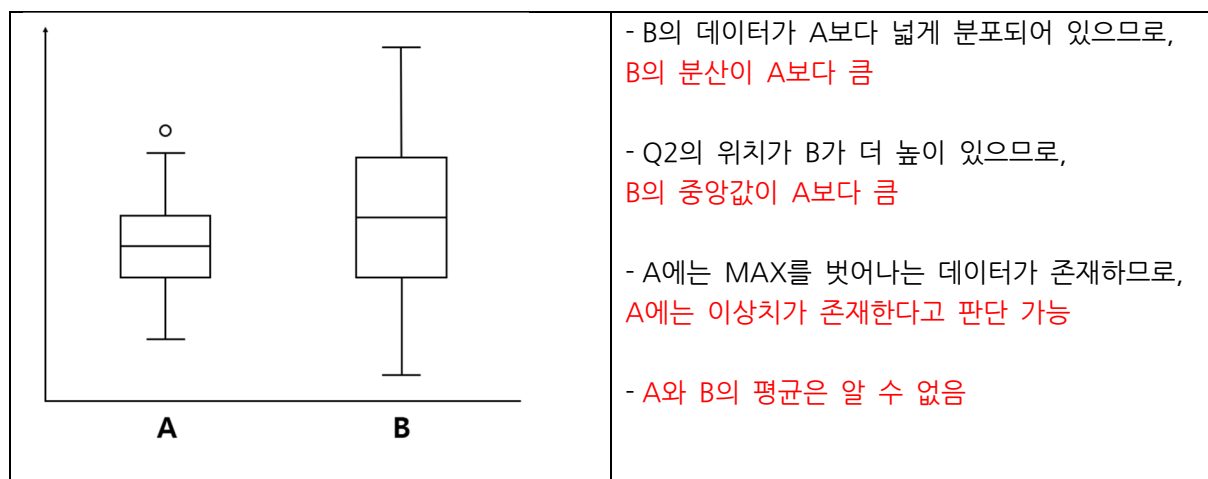 A
B
- B의 데이터가 A보다 넓게 분포되어 있으므로,
B의 분산이 A보다 큼
- Q2의 위치가 B가 더 높이 있으므로,
B의 중앙값이 A보다 큼
- A에는 MAX를 벗어나는 데이터가 존재하므로,
A에는 이상치가 존재한다고 판단 가능
- A와 B의 평균은 알 수 없음